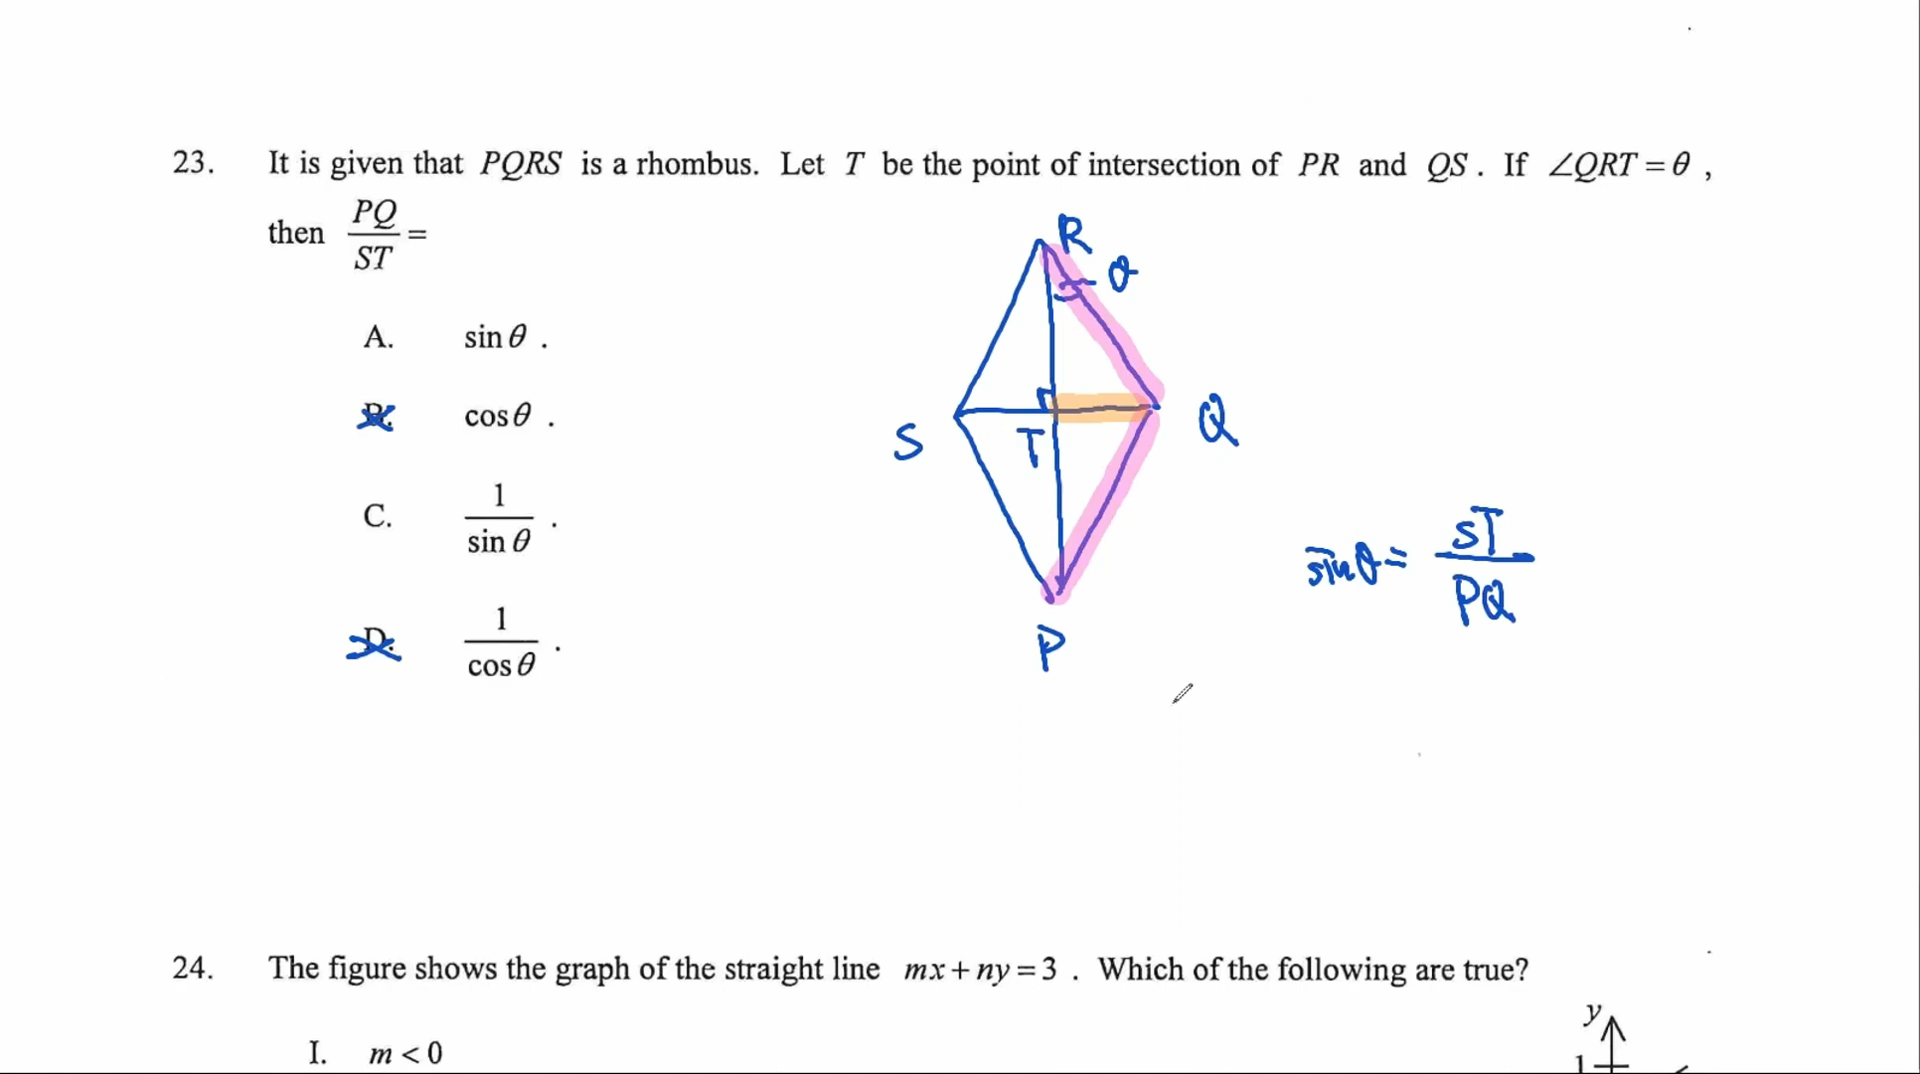 23. It is given that PQRS is a rhombus. Let T be the point of intersection of PR and QS. If ∠QRT = θ,
then PQ/ST =
A. sin θ.
B. cos θ.
C. 1/sin θ.
D. 1/cos θ.
R
θ
S
T
Q
P
sin θ = ST/PQ
24. The figure shows the graph of the straight line mx + ny = 3. Which of the following are true?
I. m < 0
y
1